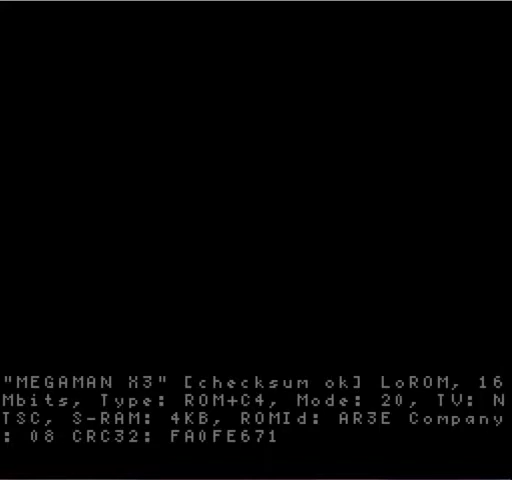 "MEGAMAN X3" [checksum ok] LoROM, 16
Mbits, Type: ROM+C4, Mode: 20, TV: N
TSC, S-RAM: 4KB, ROMId: AR3E Company
: 08 CRC32: FA0FE671